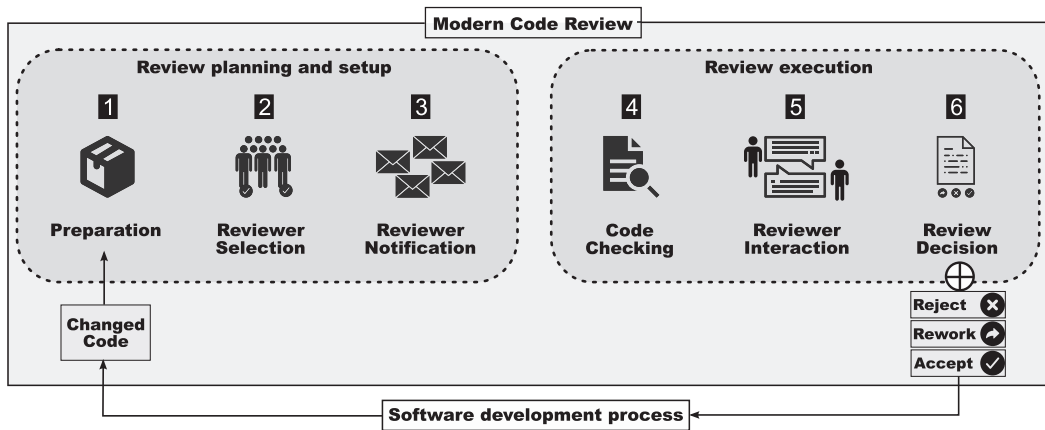 Modern Code Review
Review planning and setup
1
2
3
Preparation
Reviewer
Selection
Reviewer
Notification
Review execution
4
5
6
Code
Checking
Reviewer
Interaction
Review
Decision
Reject
Rework
Accept
Changed
Code
Software development process